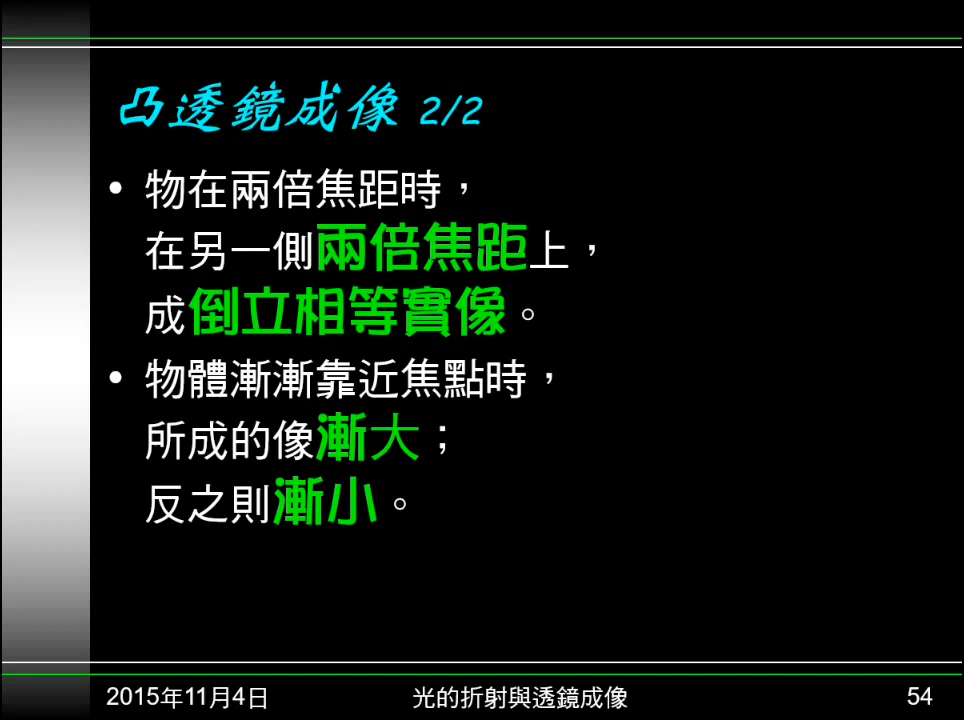 凸透鏡成像 2/2
• 物在兩倍焦距時，
在另一側兩倍焦距上，
成倒立相等實像。
• 物體漸漸靠近焦點時，
所成的像漸大；
反之則漸小。
2015年11月4日 光的折射與透鏡成像 54